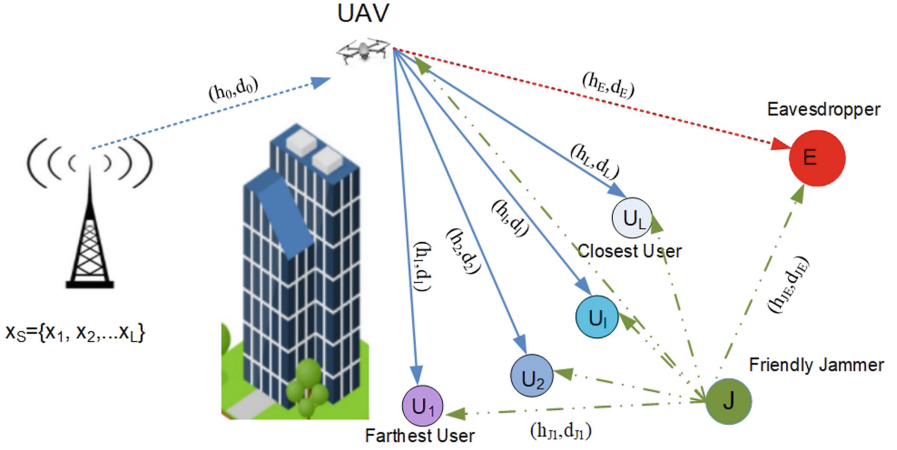 UAV
(h₀,d₀)
(hE,dE)
Eavesdropper
E
(hL,dL)
UL
Closest User
(hl,dl)
(h₂,d₂)
(h₁,d₁)
(hJE,dJE)
xS={x₁, x₂,...xL}
Ul
Friendly Jammer
U₂
J
U₁
(hJ1,dJ1)
Farthest User